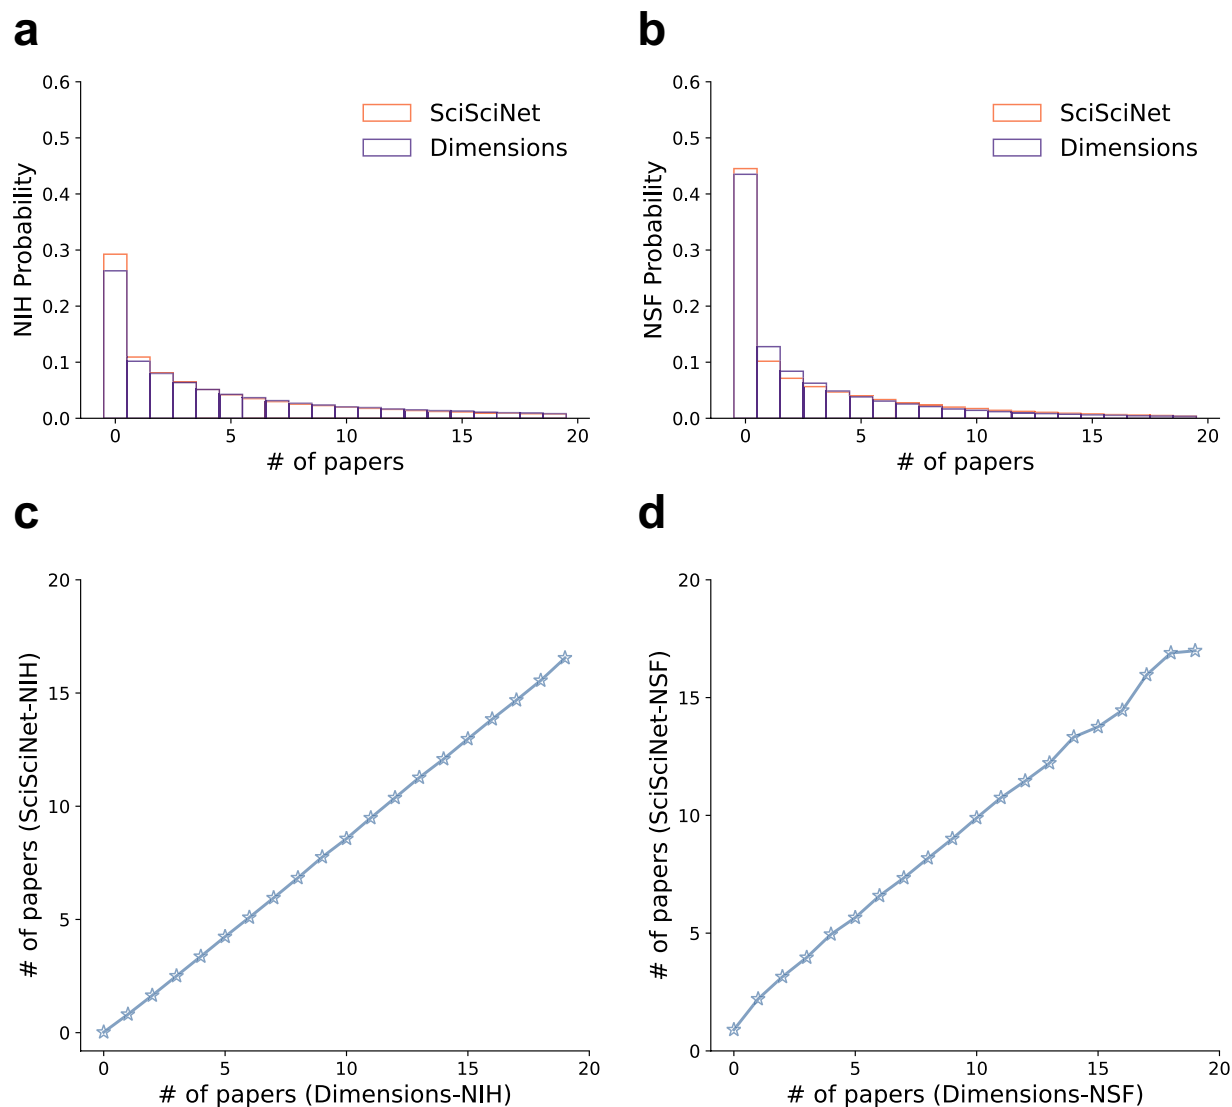 a
0.6
0.5
0.4
0.3
0.2
0.1
0.0
NIH Probability
SciSciNet
Dimensions
0 5 10 15 20
# of papers
b
0.6
0.5
0.4
0.3
0.2
0.1
0.0
NSF Probability
SciSciNet
Dimensions
0 5 10 15 20
# of papers
c
20
15
10
5
0
# of papers (SciSciNet-NIH)
0 5 10 15 20
# of papers (Dimensions-NIH)
d
20
15
10
5
0
# of papers (SciSciNet-NSF)
0 5 10 15 20
# of papers (Dimensions-NSF)